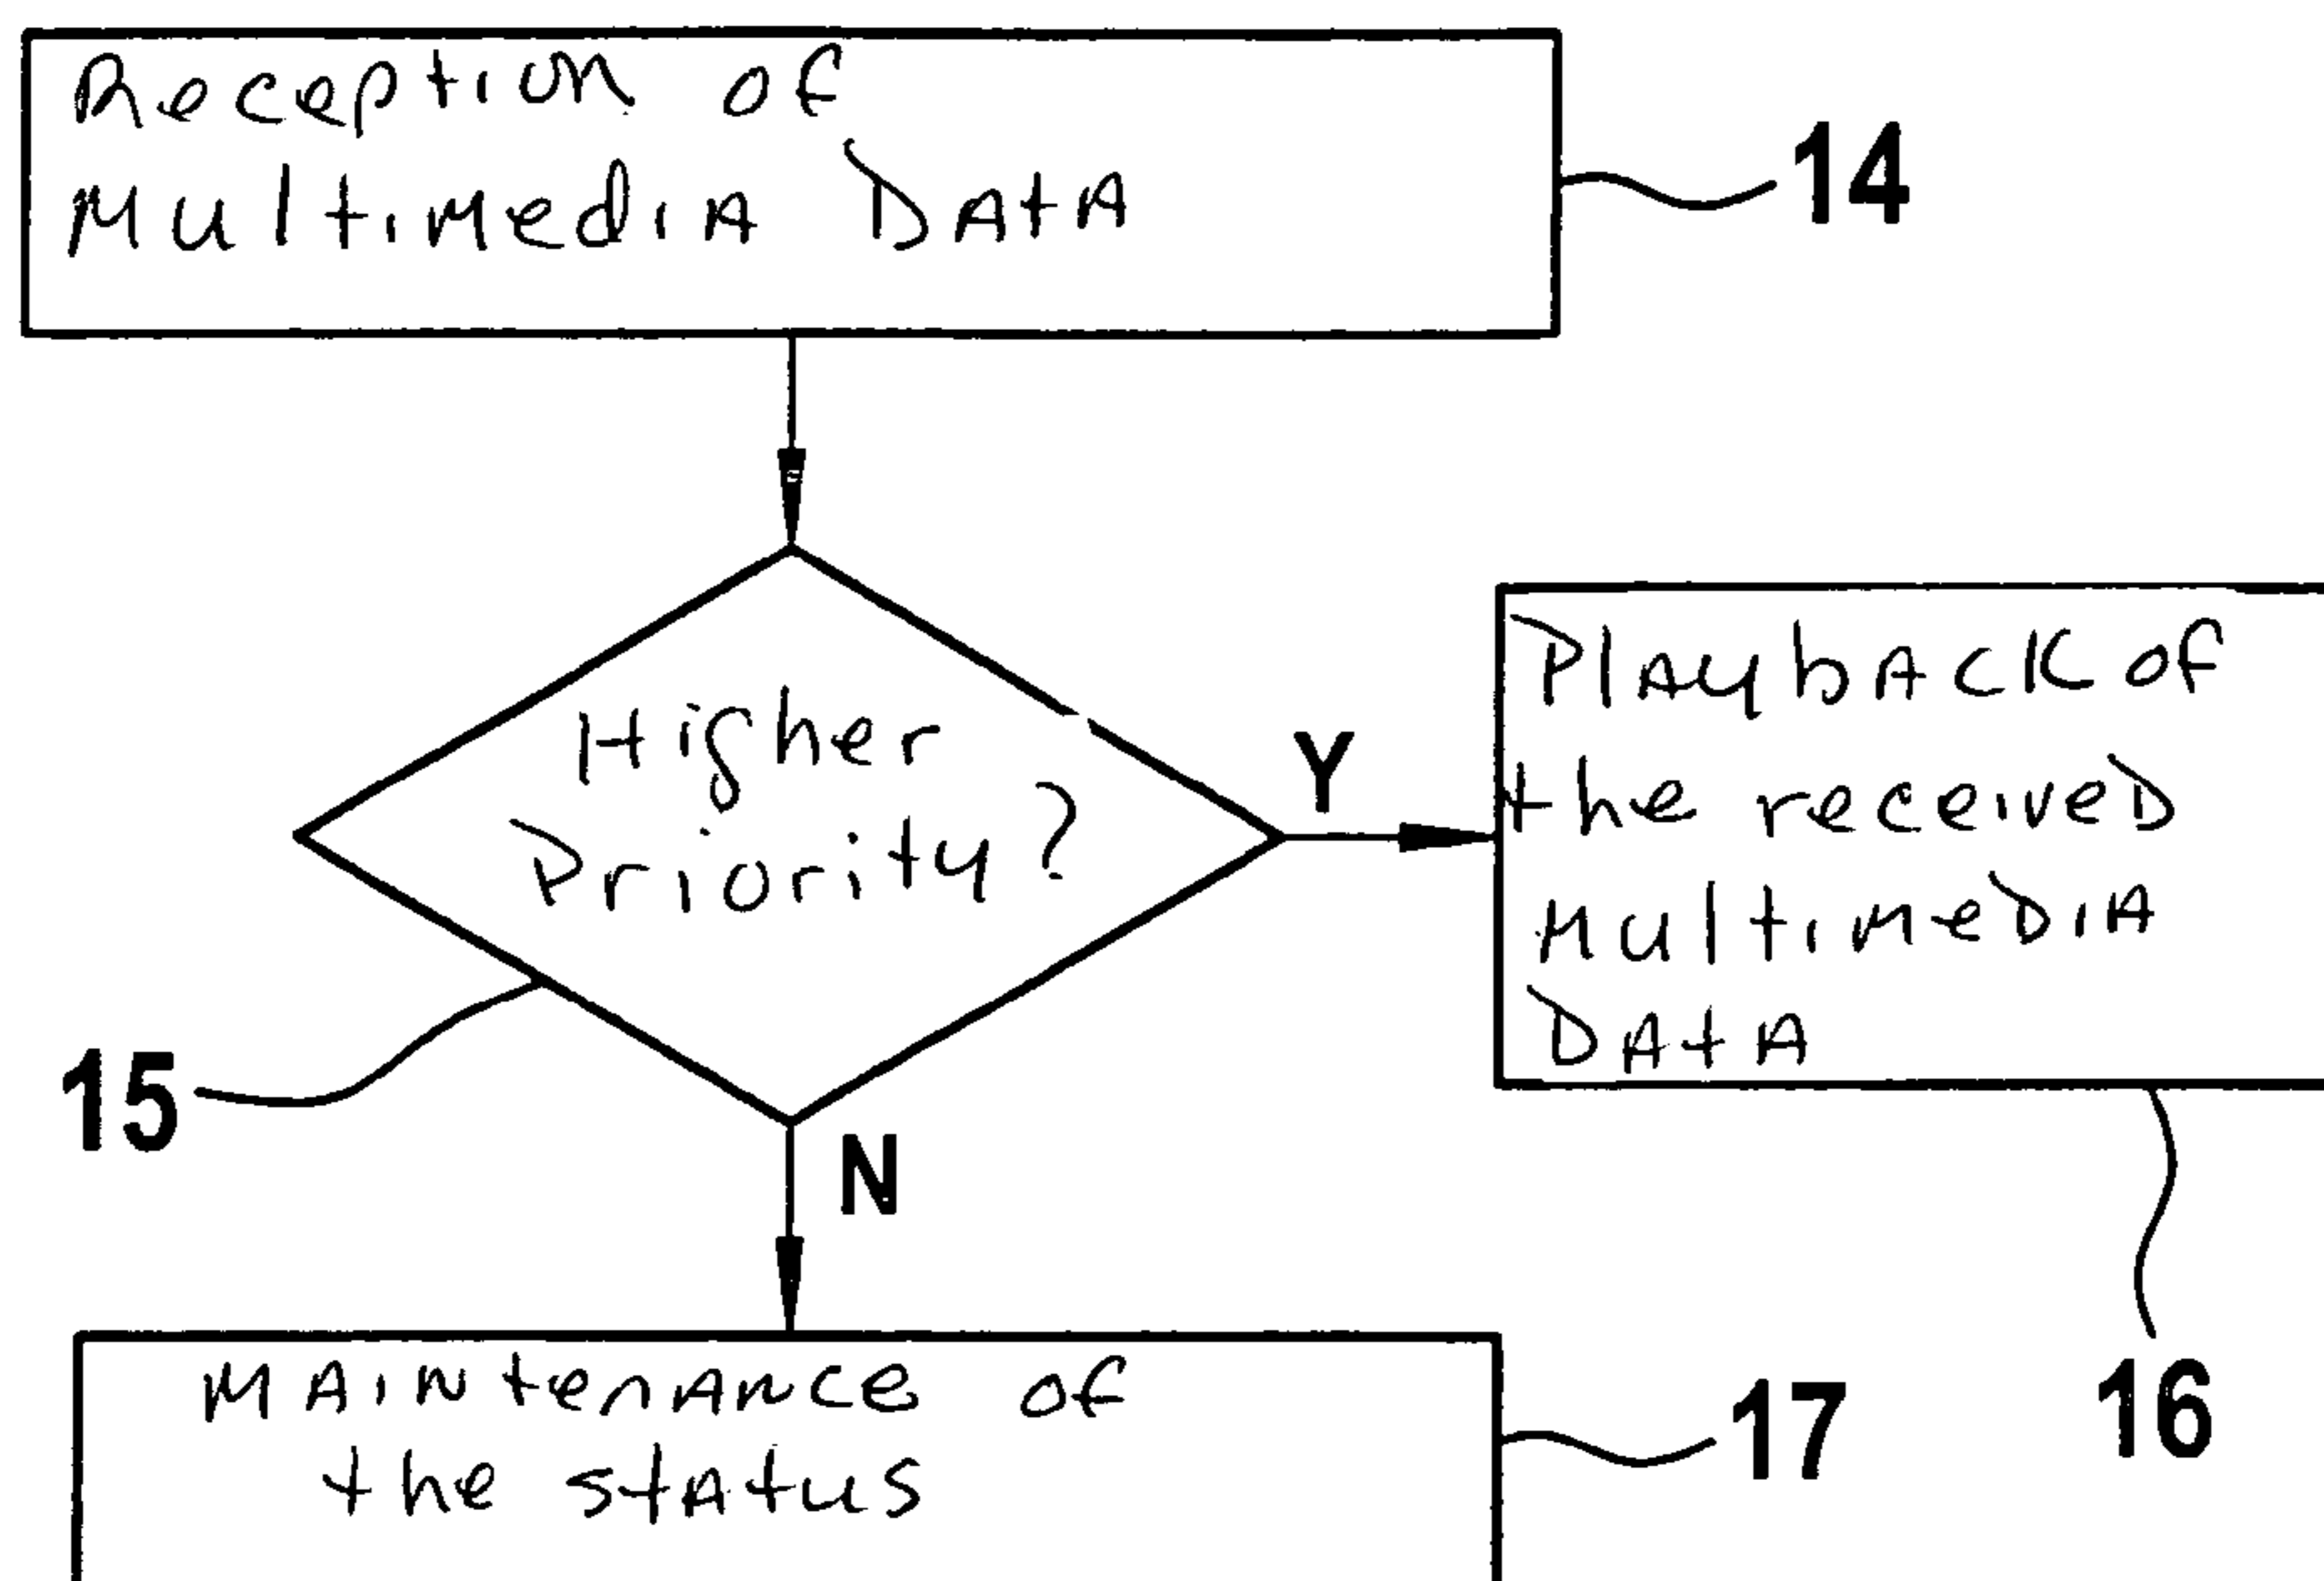 Reception of
Multimedia Data
14
Higher
Priority?
Y
Playback of
the received
multimedia
Data
15
N
Maintenance of
the status
17
16